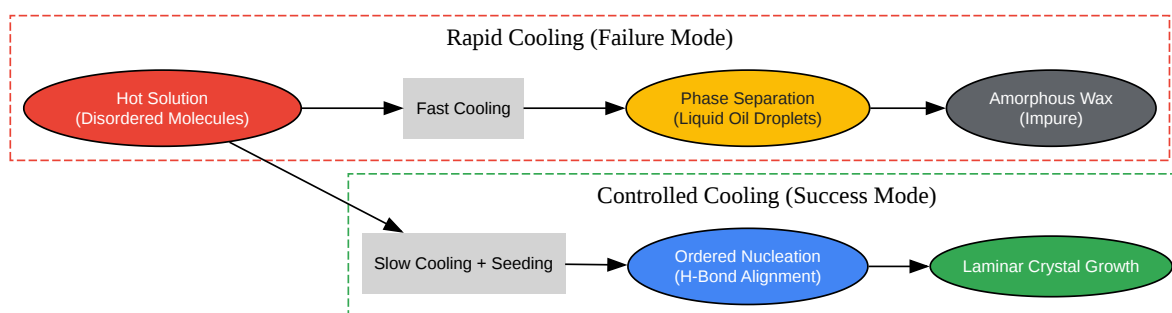 Rapid Cooling (Failure Mode)
Hot Solution
(Disordered Molecules)
Fast Cooling
Phase Separation
(Liquid Oil Droplets)
Amorphous Wax
(Impure)
Controlled Cooling (Success Mode)
Slow Cooling + Seeding
Ordered Nucleation
(H-Bond Alignment)
Laminar Crystal Growth